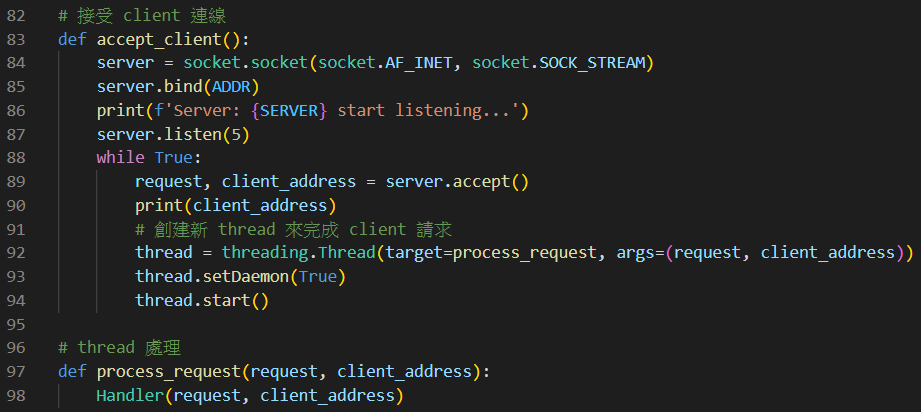 82 # 接受 client 連線
83 def accept_client():
84     server = socket.socket(socket.AF_INET, socket.SOCK_STREAM)
85     server.bind(ADDR)
86     print(f'Server: {SERVER} start listening...')
87     server.listen(5)
88     while True:
89         request, client_address = server.accept()
90         print(client_address)
91         # 創建新 thread 來完成 client 請求
92         thread = threading.Thread(target=process_request, args=(request, client_address))
93         thread.setDaemon(True)
94         thread.start()
95
96 # thread 處理
97 def process_request(request, client_address):
98     Handler(request, client_address)